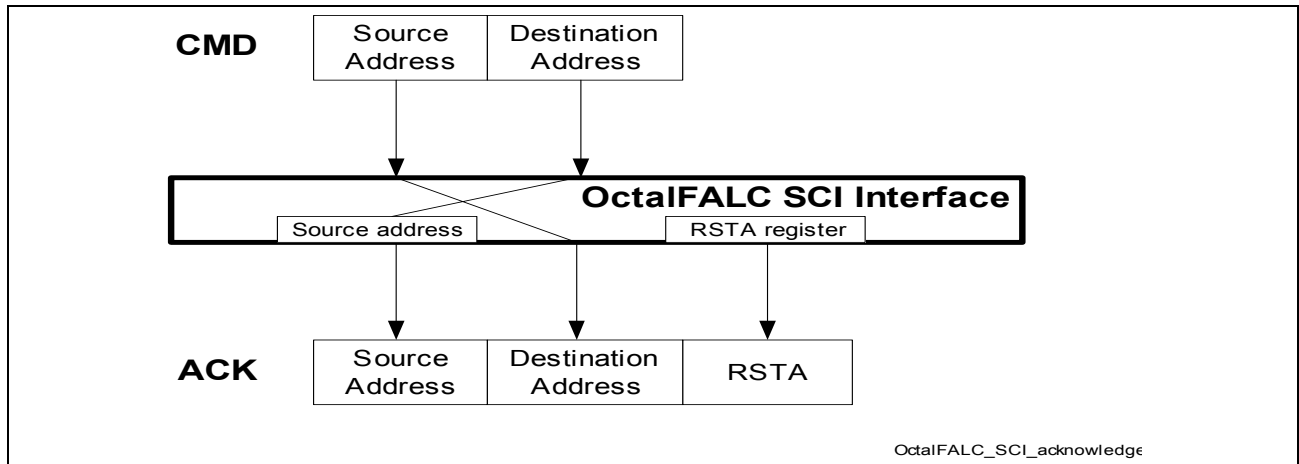 CMD
Source Address
Destination Address
OctalFALC SCI Interface
Source address
RSTA register
ACK
Source Address
Destination Address
RSTA
OctalFALC_SCI_acknowledge